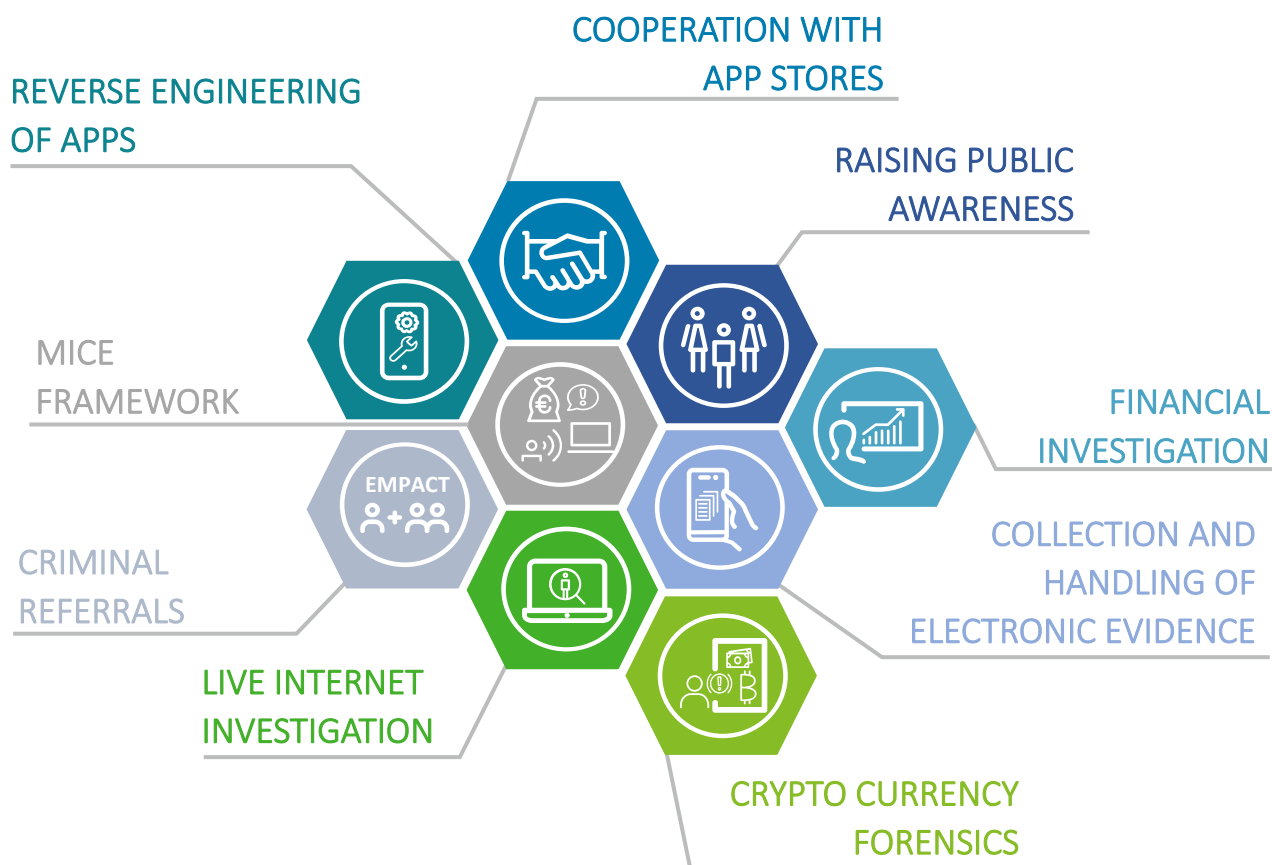 COOPERATION WITH
APP STORES
REVERSE ENGINEERING
OF APPS
RAISING PUBLIC
AWARENESS
MICE
FRAMEWORK
FINANCIAL
INVESTIGATION
EMPACT
COLLECTION AND
HANDLING OF
ELECTRONIC EVIDENCE
CRIMINAL
REFERRALS
LIVE INTERNET
INVESTIGATION
CRYPTO CURRENCY
FORENSICS